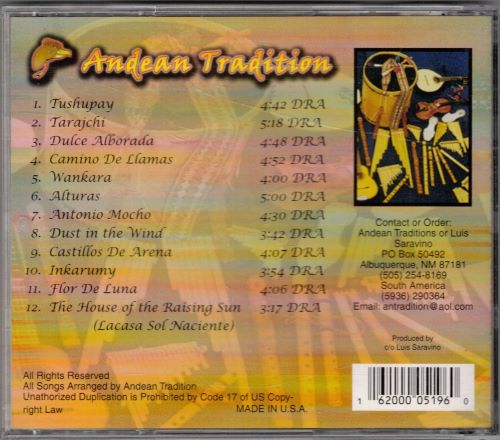 Andean Tradition
1. Tushupay 4:42 DRA
2. Tarajchi 5:18 DRA
3. Dulce Alborada 4:48 DRA
4. Camino De Llamas 4:52 DRA
5. Wankara 4:00 DRA
6. Alturas 5:00 DRA
7. Antonio Mocho 4:30 DRA
8. Dust in the Wind 3:42 DRA
9. Castillos De Arena 4:07 DRA
10. Inkarumy 3:54 DRA
11. Flor De Luna 4:06 DRA
12. The House of the Raising Sun 3:17 DRA
(Lacasa Sol Naciente)
Contact or Order:
Andean Traditions or Luis
Saravino
PO Box 50492
Albuquerque, NM 87181
(505) 254-8169
South America
(5936) 290364
Email: antradition@aol.com
Produced by
c/o Luis Saravino
All Rights Reserved
All Songs Arranged by Andean Tradition
Unathorized Duplication is Prohibited by Code 17 of US Copy-
right Law MADE IN U.S.A.
1 62000 05196 0